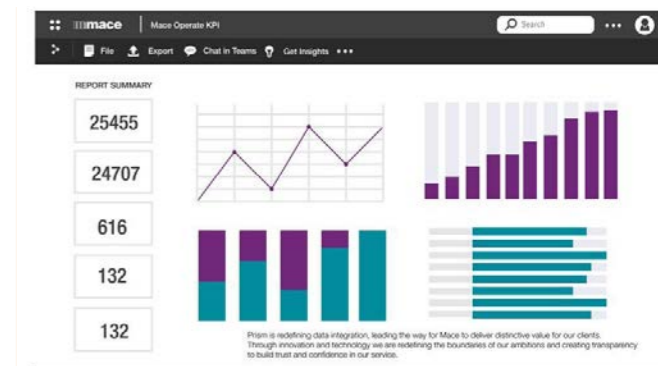 mace
Mace Operate KPI
Search
File
Export
Chat in Teams
Get Insights
REPORT SUMMARY
25455
24707
616
132
132
Prism is redefining data integration, leading the way for Mace to deliver distinctive value for our clients.
Through innovation and technology we are redefining the boundaries of our ambitions and creating transparency
to build trust and confidence in our service.